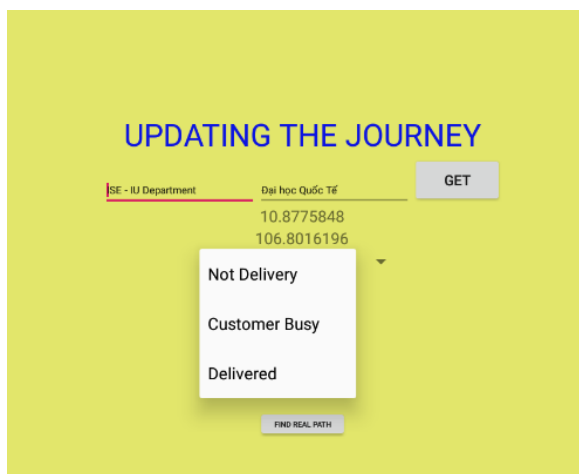 UPDATING THE JOURNEY
SE - IU Department
Đại học Quốc Tế
GET
10.8775848
106.8016196
Not Delivery
Customer Busy
Delivered
FIND REAL PATH